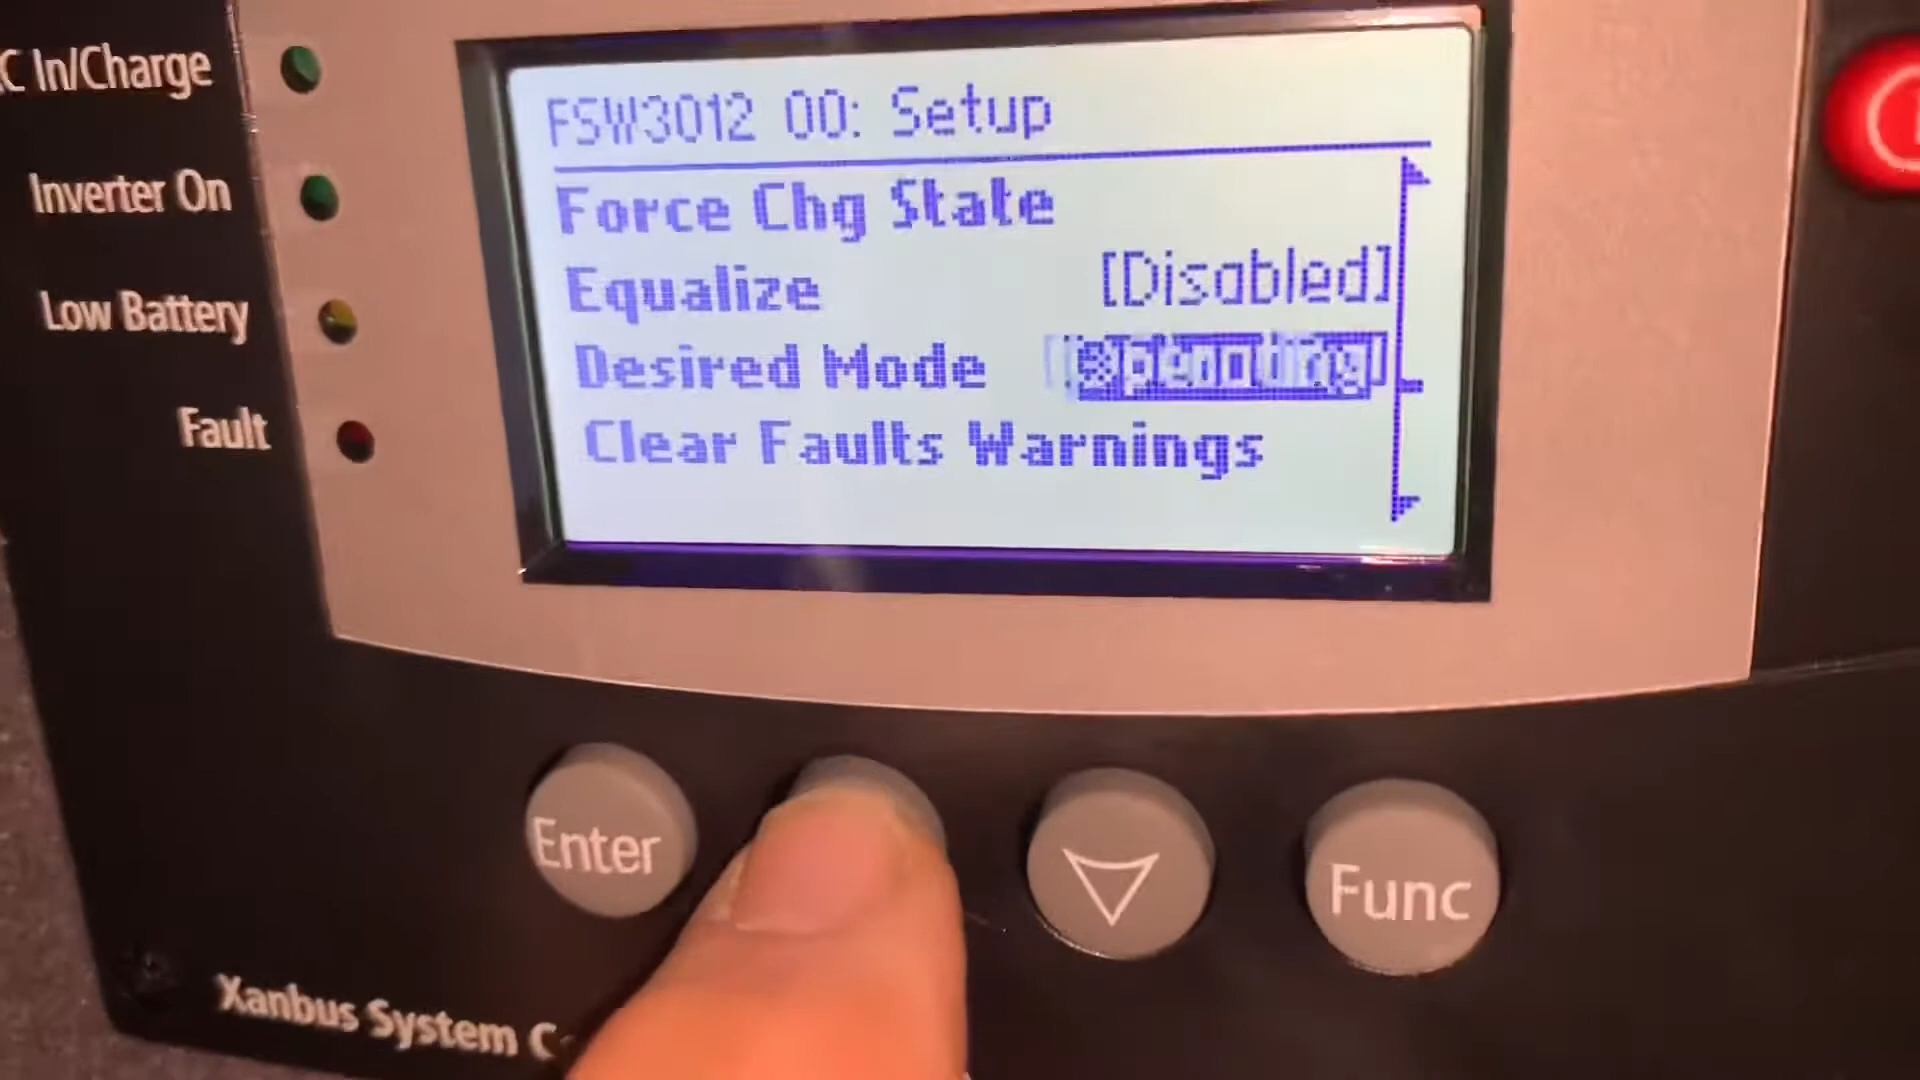 C In/Charge
Inverter On
Low Battery
Fault
FSW3012 00: Setup
Force Chg State
Equalize [Disabled]
Desired Mode
Clear Faults Warnings
Enter
Func
Xanbus System C